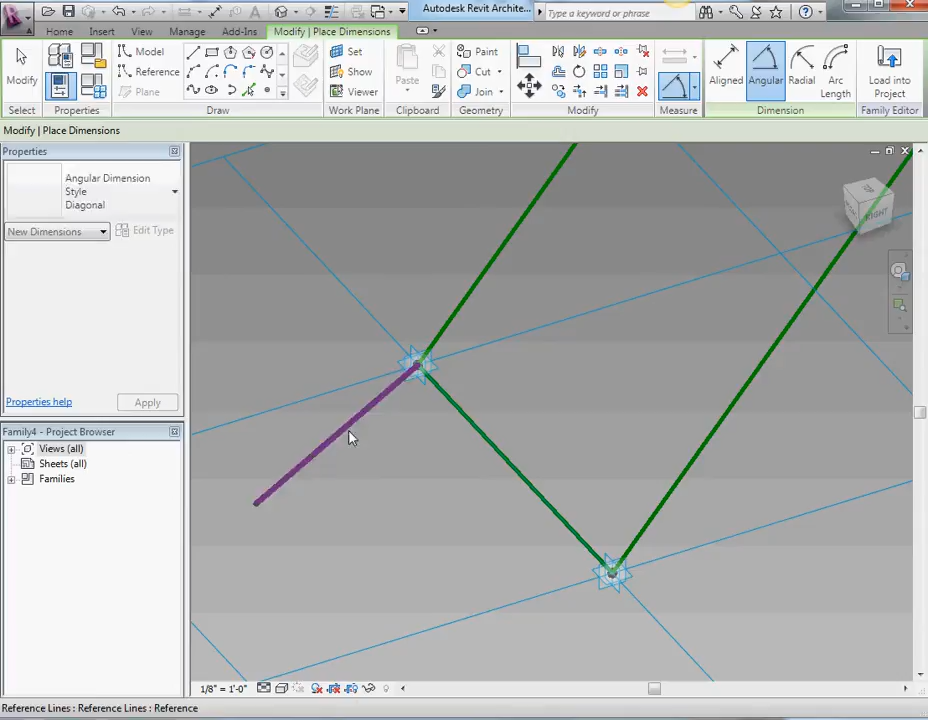 Autodesk Revit Archite...
Type a keyword or phrase
Home Insert View Manage Add-Ins Modify | Place Dimensions
Modify
Model
Reference
Plane
Set
Show
Viewer
Paste
Paint
Cut
Join
Aligned Angular Radial Arc Length
Load into Project
Select Properties Draw Work Plane Clipboard Geometry Modify Measure Dimension Family Editor
Modify | Place Dimensions
Properties
Angular Dimension
Style
Diagonal
New Dimensions Edit Type
Properties help Apply
Family4 - Project Browser
Views (all)
Sheets (all)
Families
RIGHT
1/8" = 1'-0"
Reference Lines : Reference Lines : Reference